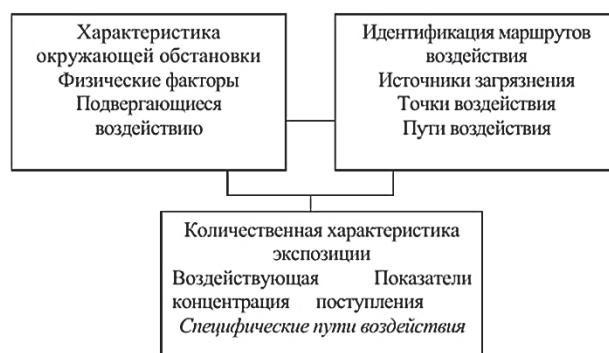 Характеристика
окружающей обстановки
Физические факторы
Подвергающиеся
воздействию
Идентификация маршрутов
воздействия
Источники загрязнения
Точки воздействия
Пути воздействия
Количественная характеристика
экспозиции
Воздействующая Показатели
концентрация поступления
Специфические пути воздействия